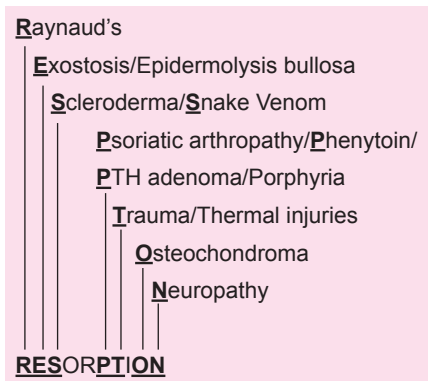 Raynaud's
Exostosis/Epidermolysis bullosa
Scleroderma/Snake Venom
Psoriatic arthropathy/Phenytoin/
PTH adenoma/Porphyria
Trauma/Thermal injuries
Osteochondroma
Neuropathy
RESORPTION